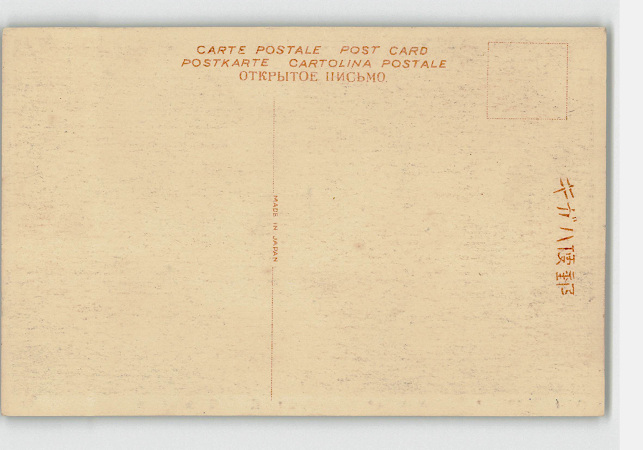 CARTE POSTALE POST CARD
POSTKARTE CARTOLINA POSTALE
ОТКРЫТОЕ ПИСЬМО.
MADE IN JAPAN
キガハ便郵